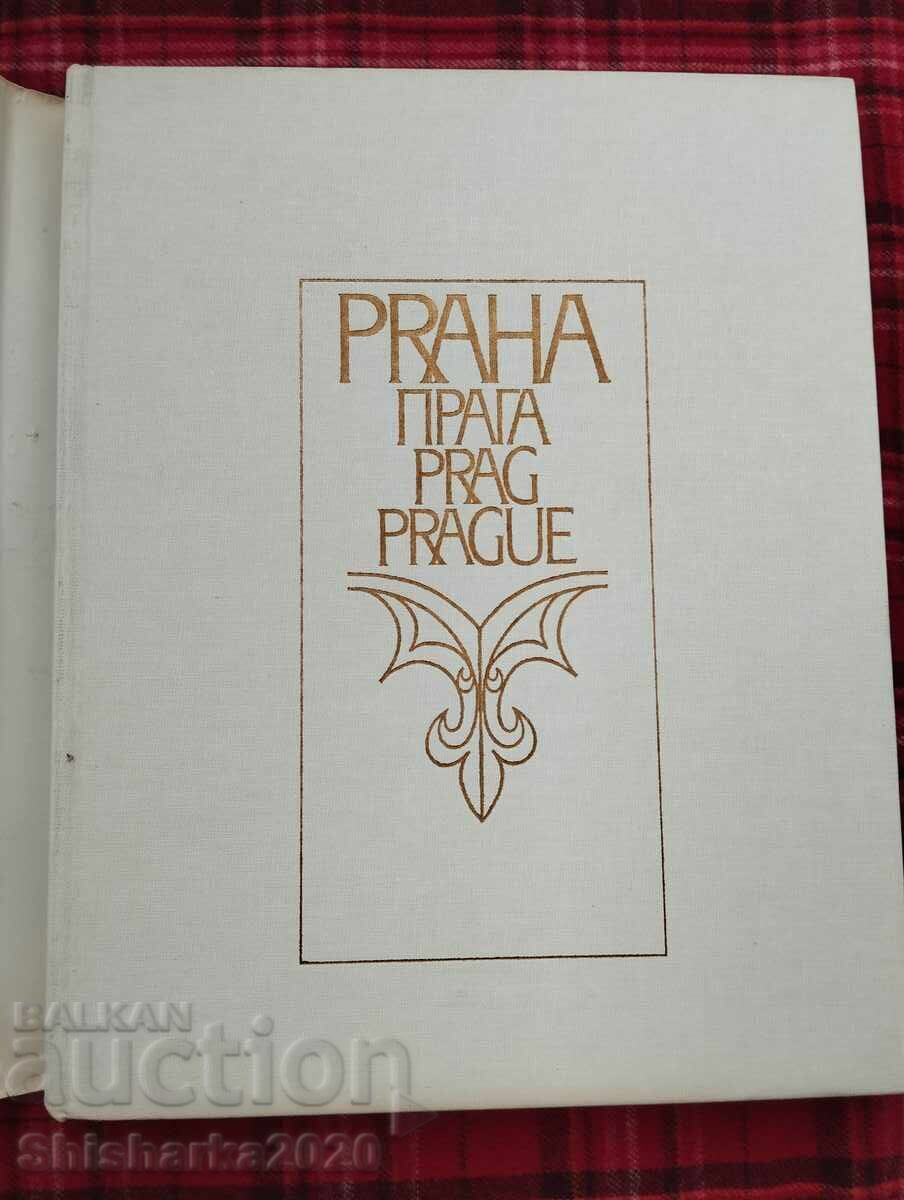 PRAHA
ПРАГА
PRAG
PRAGUE
BALKAN
auction
Shisharka2020